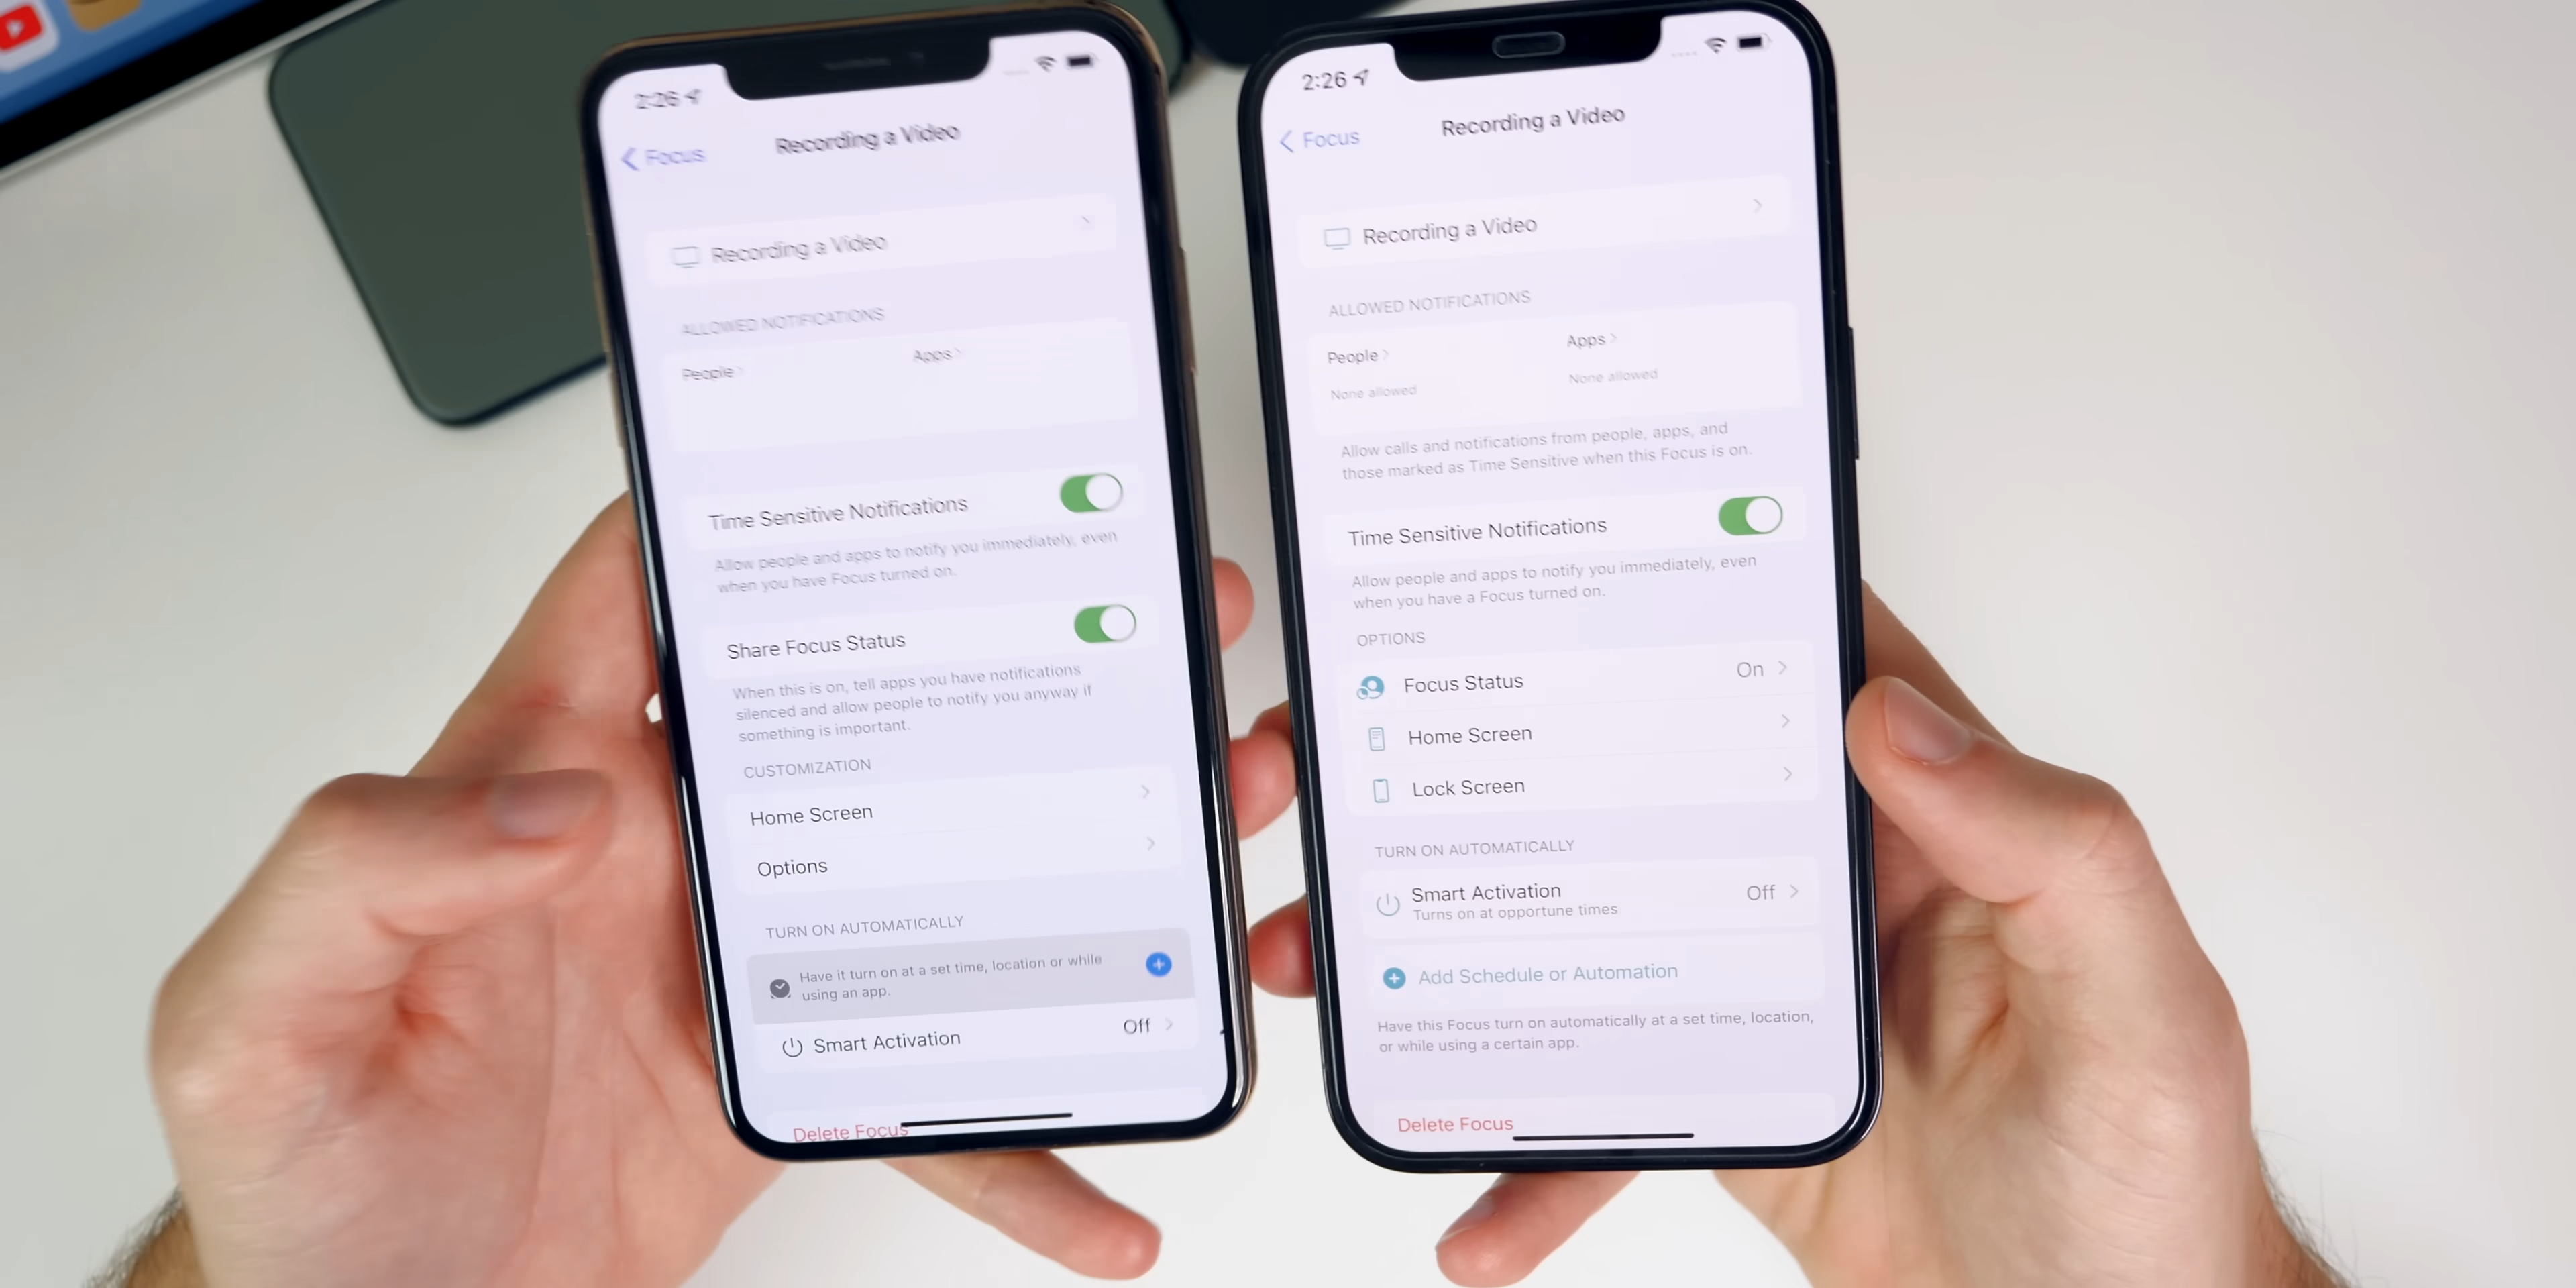 2:26
Focus
Recording a Video
Recording a Video
ALLOWED NOTIFICATIONS
People
Apps
Time Sensitive Notifications
Allow people and apps to notify you immediately, even
when you have Focus turned on.
Share Focus Status
When this is on, tell apps you have notifications
silenced and allow people to notify you anyway if
something is important.
CUSTOMIZATION
Home Screen
Options
TURN ON AUTOMATICALLY
Have it turn on at a set time, location or while
using an app.
Smart Activation Off
Delete Focus
2:26
Focus
Recording a Video
Recording a Video
ALLOWED NOTIFICATIONS
People
Apps
None allowed
None allowed
Allow calls and notifications from people, apps, and
those marked as Time Sensitive when this Focus is on.
Time Sensitive Notifications
Allow people and apps to notify you immediately, even
when you have a Focus turned on.
OPTIONS
Focus Status On
Home Screen
Lock Screen
TURN ON AUTOMATICALLY
Smart Activation Off
Turns on at opportune times
Add Schedule or Automation
Have this Focus turn on automatically at a set time, location,
or while using a certain app.
Delete Focus